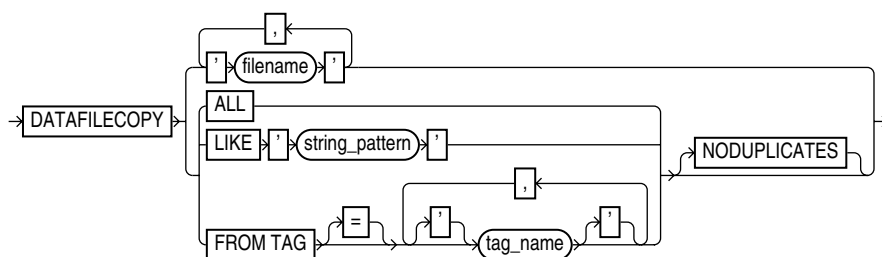 ,
' filename '
ALL
DATAFILECOPY
LIKE ' string_pattern '
NODUPLICATES
,
= ' '
FROM TAG tag_name